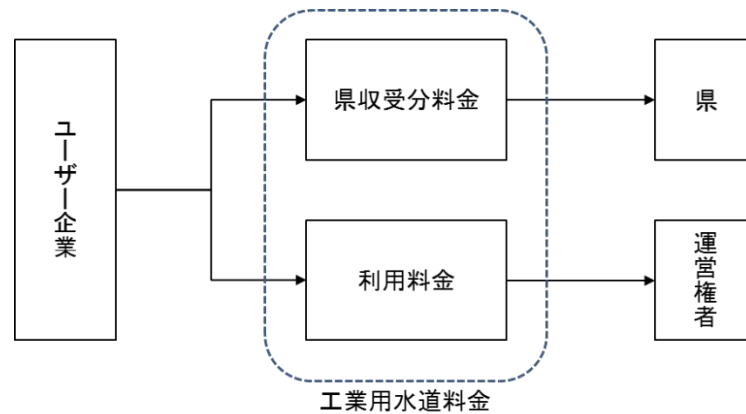 ユーザー企業
県収受分料金
県
利用料金
運営権者
工業用水道料金